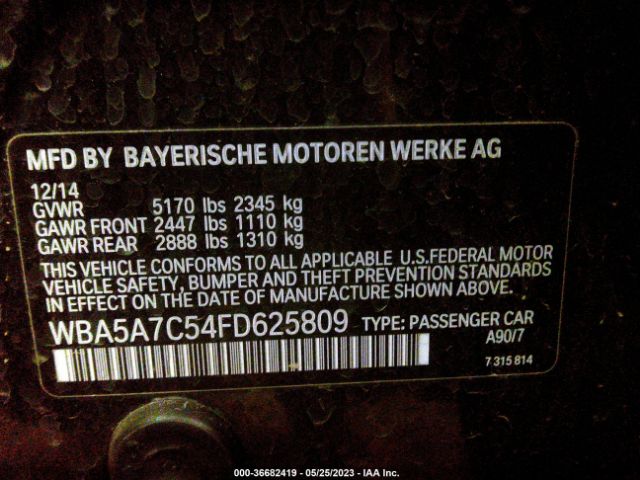 MFD BY BAYERISCHE MOTOREN WERKE AG
12/14
GVWR 5170 lbs 2345 kg
GAWR FRONT 2447 lbs 1110 kg
GAWR REAR 2888 lbs 1310 kg
THIS VEHICLE CONFORMS TO ALL APPLICABLE U.S.FEDERAL MOTOR
VEHICLE SAFETY, BUMPER AND THEFT PREVENTION STANDARDS
IN EFFECT ON THE DATE OF MANUFACTURE SHOWN ABOVE.
WBA5A7C54FD625809 TYPE: PASSENGER CAR
A90/7
7 315 814
000-36682419 - 05/25/2023 - IAA Inc.